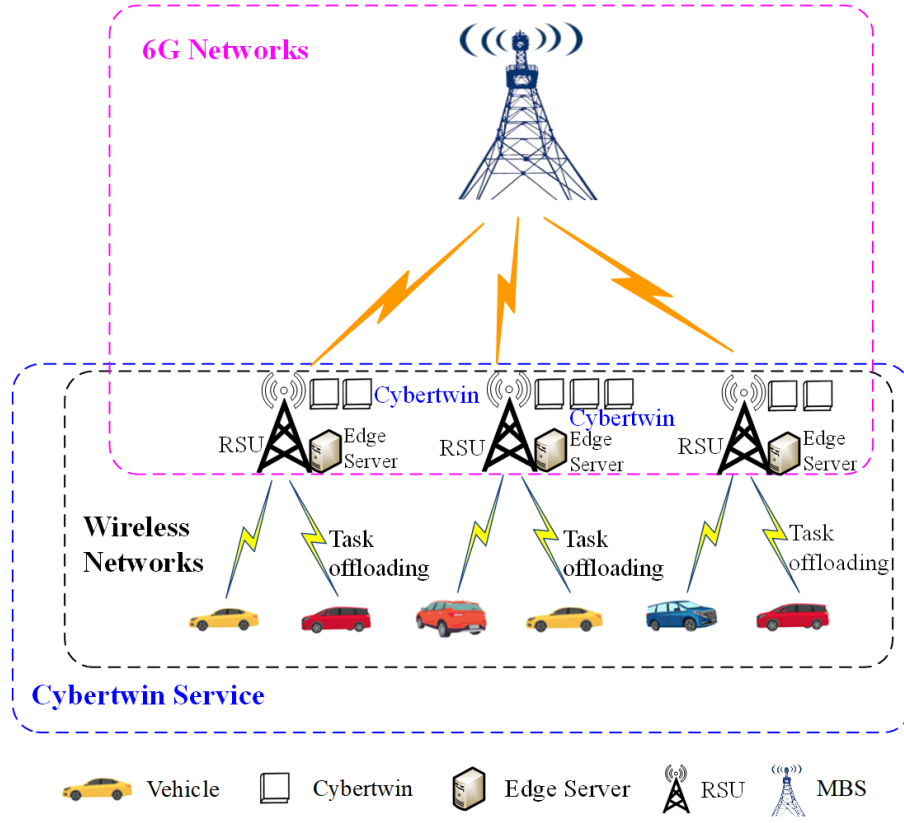 6G Networks
Cybertwin
Cybertwin
RSU
Edge
Server
RSU
Edge
Server
RSU
Edge
Server
Wireless
Networks
Task
offloading
Task
offloading
Task
offloading
Cybertwin Service
Vehicle
Cybertwin
Edge Server
RSU
MBS